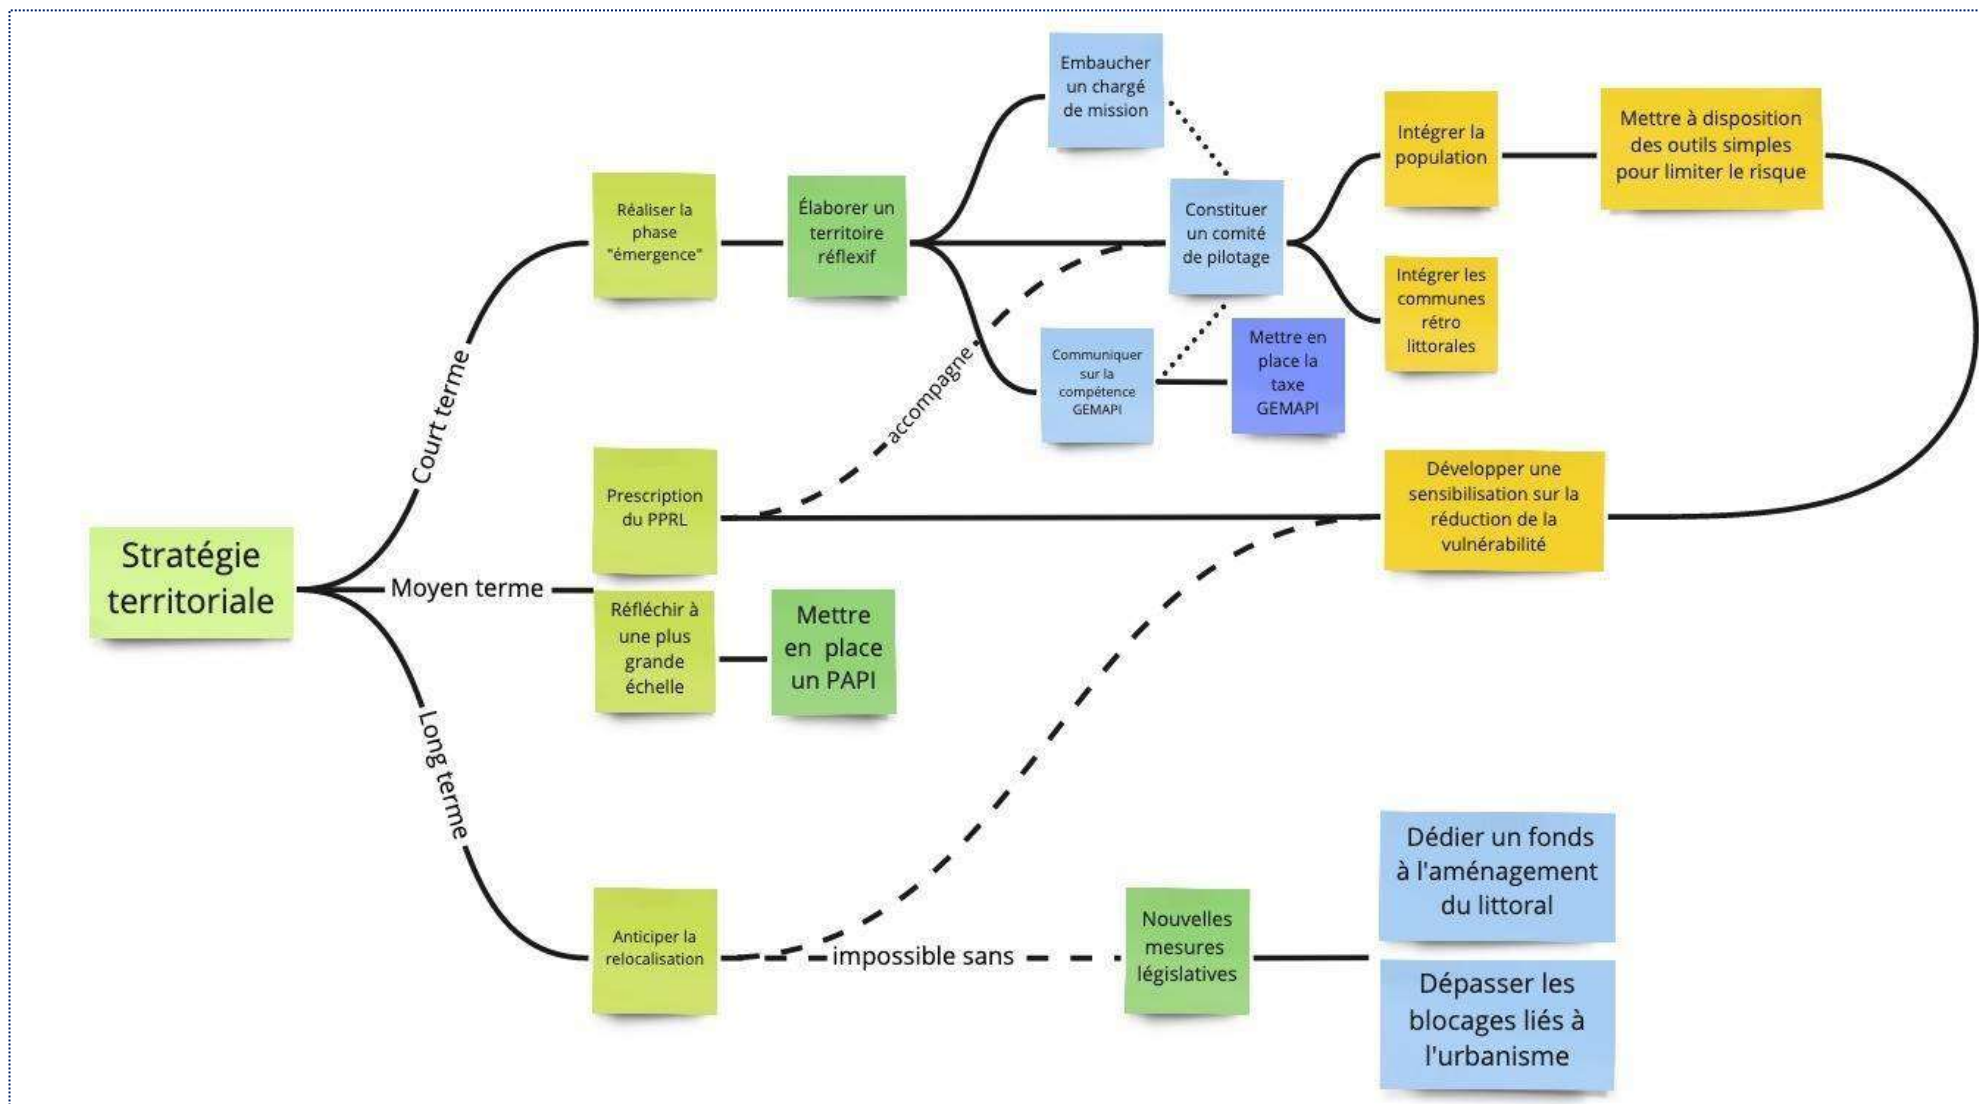 Stratégie
territoriale
Court terme
Réaliser la
phase
"émergence"
Élaborer un
territoire
réflexif
Embaucher
un chargé
de mission
Constituer
un comité
de pilotage
Communiquer
sur la
compétence
GEMAPI
Mettre en
place la
taxe
GEMAPI
Intégrer la
population
Mettre à disposition
des outils simples
pour limiter le risque
Intégrer les
communes
rétro
littorales
accompagne
Moyen terme
Prescription
du PPRL
Développer une
sensibilisation sur la
réduction de la
vulnérabilité
Réfléchir à
une plus
grande
échelle
Mettre
en place
un PAPI
Long terme
Anticiper la
relocalisation
impossible sans
Nouvelles
mesures
législatives
Dédier un fonds
à l'aménagement
du littoral
Dépasser les
blocages liés à
l'urbanisme